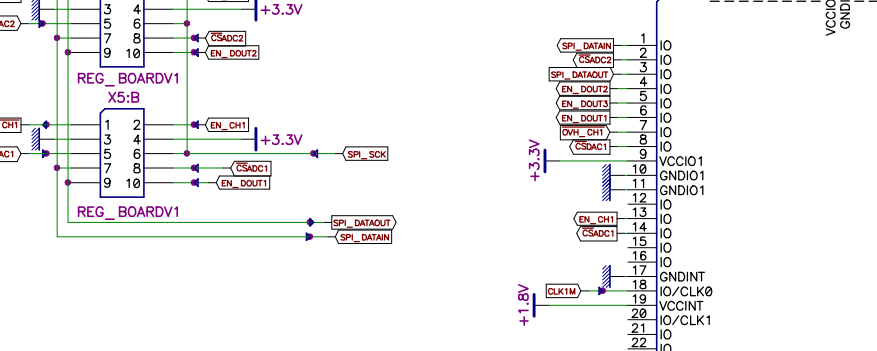 3 4 +3.3V
AC2 5 6
7 8 CSADC2
9 10 EN_DOUT2
REG_BOARDV1
X5:B
CH1 1 2 EN_CH1
3 4 +3.3V
AC1 5 6 SPI_SCK
7 8 CSADC1
9 10 EN_DOUT1
REG_BOARDV1
SPI_DATAOUT
SPI_DATAIN
VCCIO
GNDI
SPI_DATAIN 1 IO
CSADC2 2 IO
SPI_DATAOUT 3 IO
EN_DOUT2 4 IO
EN_DOUT3 5 IO
EN_DOUT1 6 IO
OVH_CH1 7 IO
CSDAC1 8 IO
+3.3V 9 VCCIO1
10 GNDIO1
11 GNDIO1
12 IO
EN_CH1 13 IO
CSADC1 14 IO
15 IO
16 IO
17 GNDINT
CLK1M 18 IO/CLK0
+1.8V 19 VCCINT
20 IO/CLK1
21 IO
22 IO